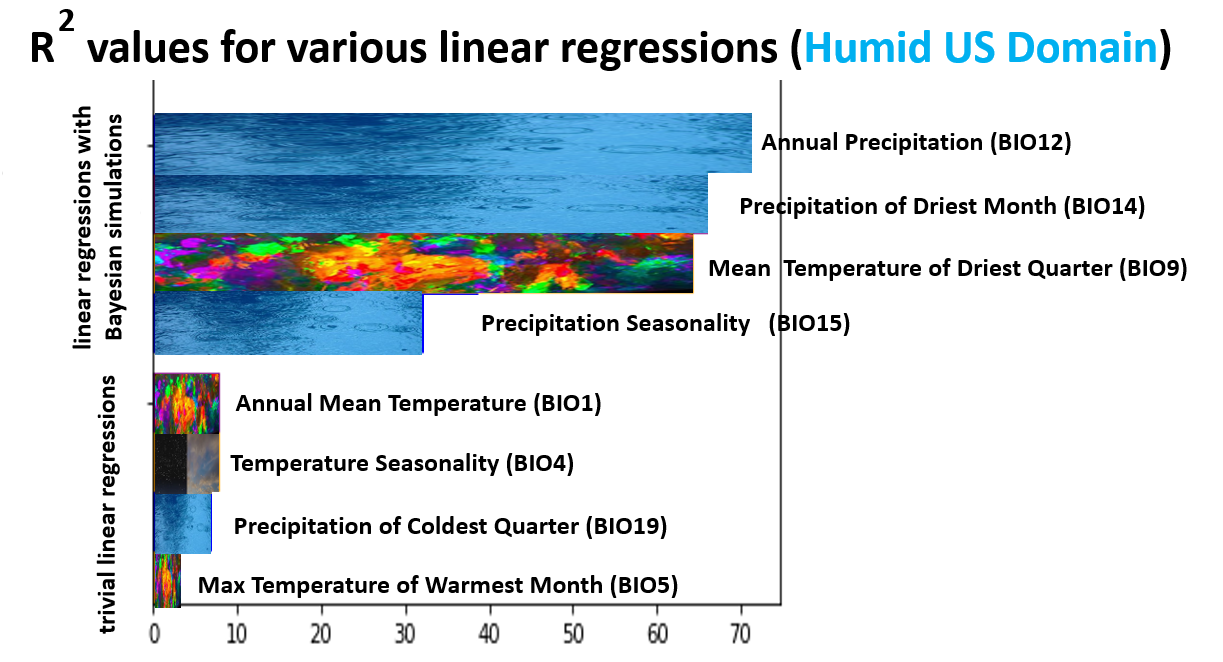 R² values for various linear regressions (Humid US Domain)
linear regressions with
Bayesian simulations
Annual Precipitation (BIO12)
Precipitation of Driest Month (BIO14)
Mean Temperature of Driest Quarter (BIO9)
Precipitation Seasonality (BIO15)
trivial linear regressions
Annual Mean Temperature (BIO1)
Temperature Seasonality (BIO4)
Precipitation of Coldest Quarter (BIO19)
Max Temperature of Warmest Month (BIO5)
0 10 20 30 40 50 60 70